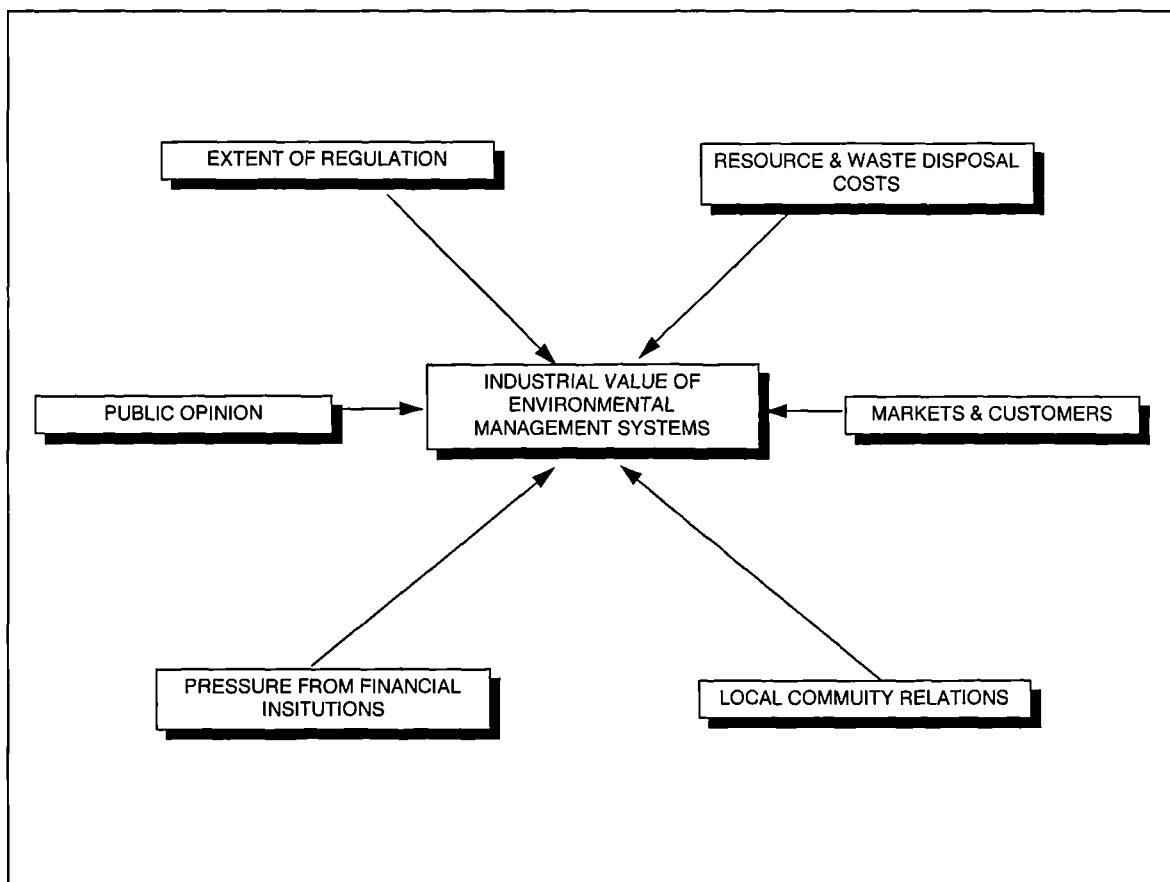 EXTENT OF REGULATION
RESOURCE & WASTE DISPOSAL
COSTS
PUBLIC OPINION
INDUSTRIAL VALUE OF
ENVIRONMENTAL
MANAGEMENT SYSTEMS
MARKETS & CUSTOMERS
PRESSURE FROM FINANCIAL
INSITUTIONS
LOCAL COMMUITY RELATIONS